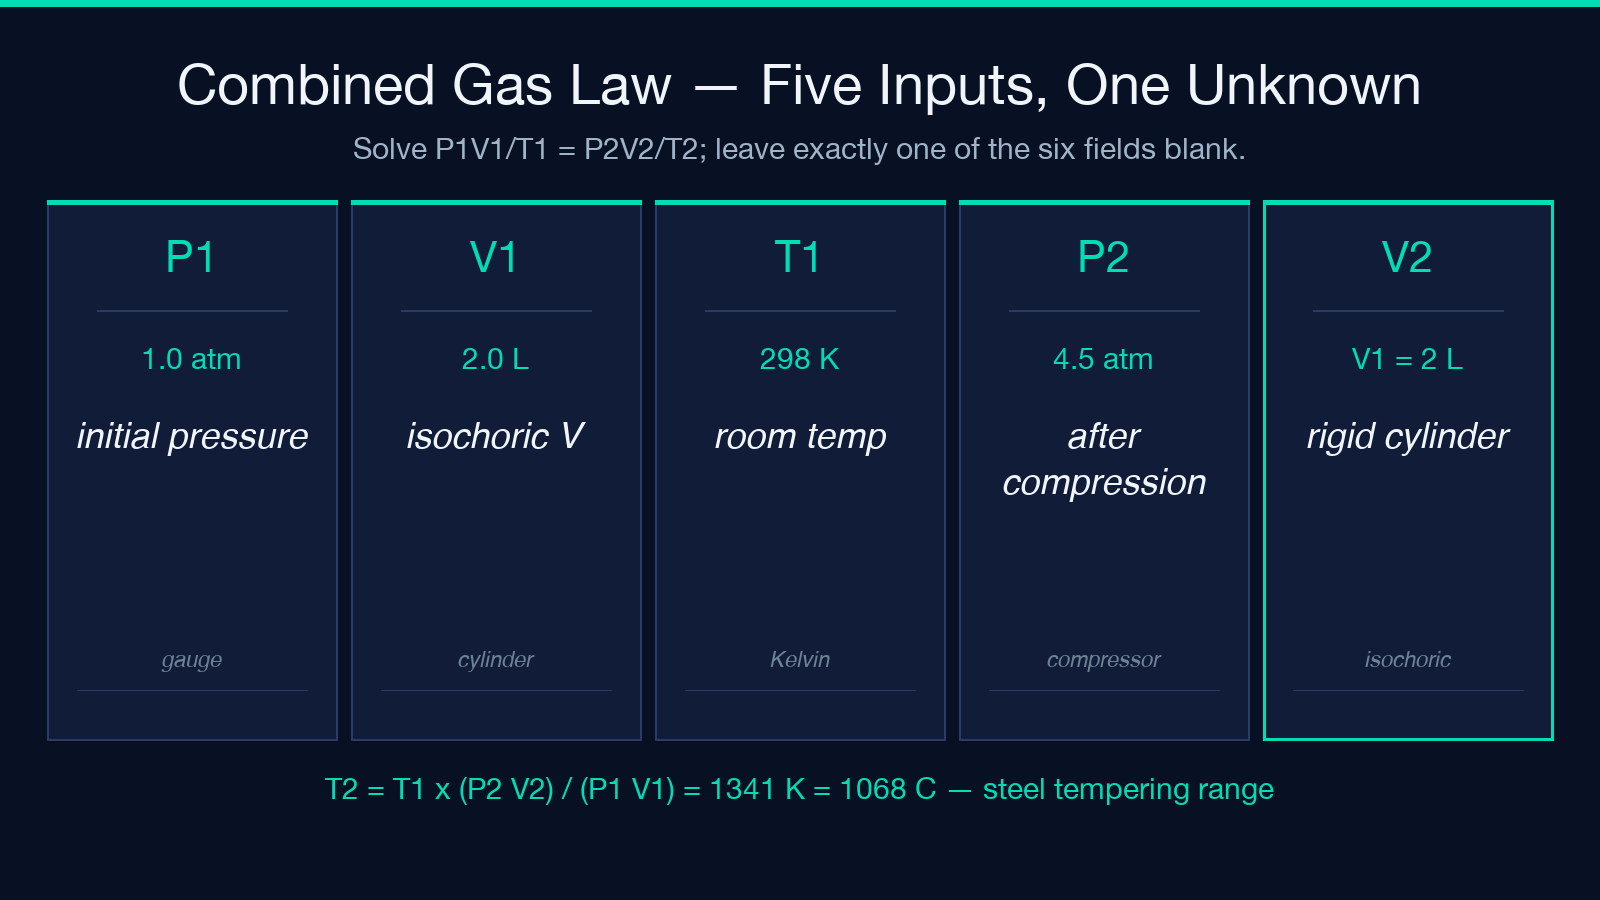 Combined Gas Law — Five Inputs, One Unknown
Solve P1V1/T1 = P2V2/T2; leave exactly one of the six fields blank.
P1
1.0 atm
initial pressure
gauge
V1
2.0 L
isochoric V
cylinder
T1
298 K
room temp
Kelvin
P2
4.5 atm
after
compression
compressor
V2
V1 = 2 L
rigid cylinder
isochoric
T2 = T1 x (P2 V2) / (P1 V1) = 1341 K = 1068 C — steel tempering range